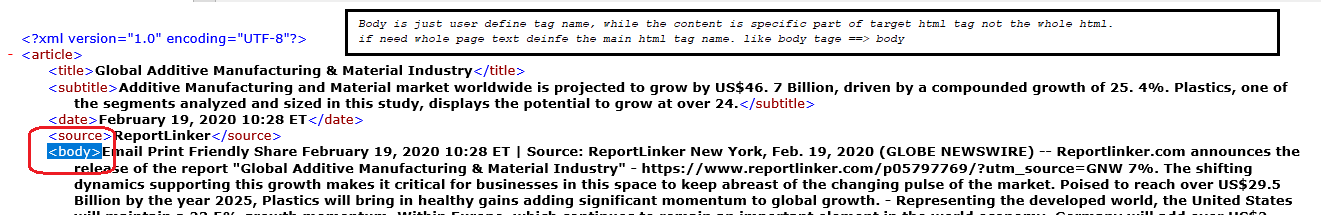 Body is just user define tag name, while the content is specific part of target html tag not the whole html.
if need whole page text deinfe the main html tag name. like body tage ==> body
<?xml version="1.0" encoding="UTF-8"?>
- <article>
<title>Global Additive Manufacturing & Material Industry</title>
<subtitle>Additive Manufacturing and Material market worldwide is projected to grow by US$46. 7 Billion, driven by a compounded growth of 25. 4%. Plastics, one of
the segments analyzed and sized in this study, displays the potential to grow at over 24.</subtitle>
<date>February 19, 2020 10:28 ET</date>
<source>ReportLinker</source>
<body>Email Print Friendly Share February 19, 2020 10:28 ET | Source: ReportLinker New York, Feb. 19, 2020 (GLOBE NEWSWIRE) -- Reportlinker.com announces the
release of the report "Global Additive Manufacturing & Material Industry" - https://www.reportlinker.com/p05797769/?utm_source=GNW 7%. The shifting
dynamics supporting this growth makes it critical for businesses in this space to keep abreast of the changing pulse of the market. Poised to reach over US$29.5
Billion by the year 2025, Plastics will bring in healthy gains adding significant momentum to global growth. - Representing the developed world, the United States